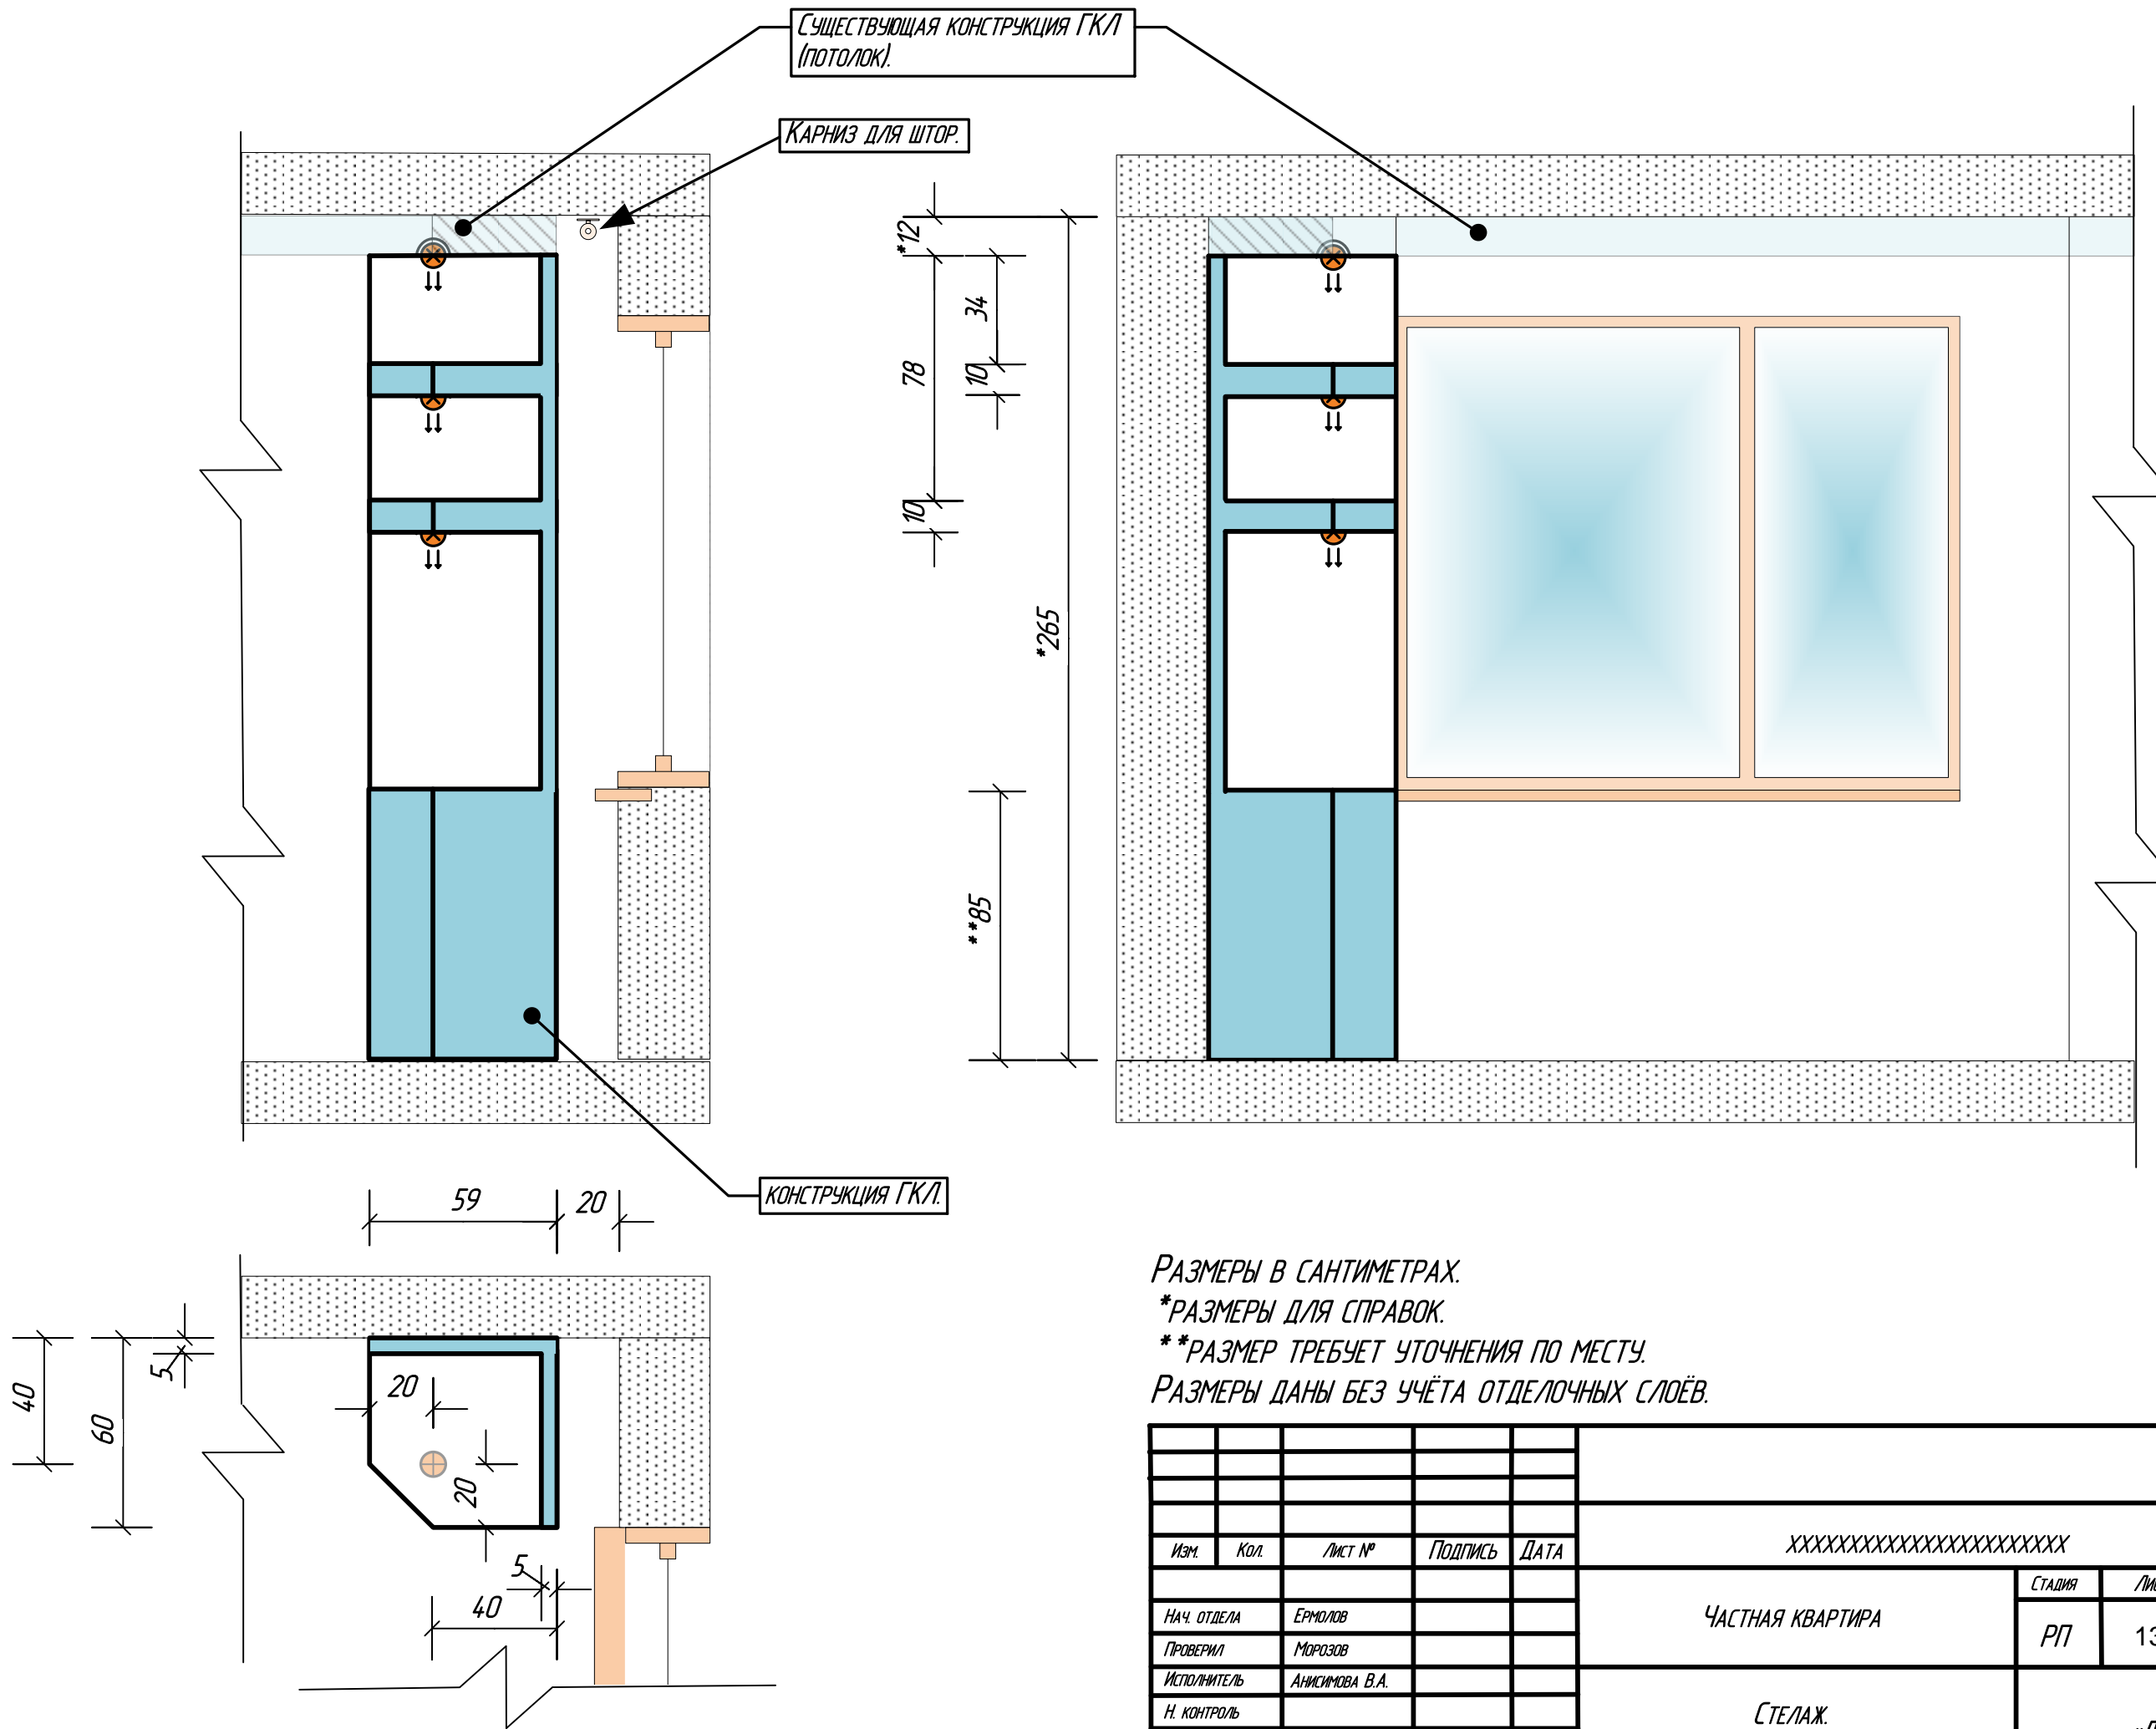 Существующая конструкция ГКЛ
(потолок).
Карниз для штор.
*12
34
78
10
10
*265
**85
конструкция ГКЛ.
59
20
5
40
60
20
20
5
40
Размеры в сантиметрах.
*размеры для справок.
**размер требует уточнения по месту.
Размеры даны без учёта отделочных слоёв.
Изм. Кол. Лист № Подпись Дата
XXXXXXXXXXXXXXXXXXXXXXX
Стадия
Частная квартира
РП 13
Нач. отдела Ермолов
Проверил Морозов
Исполнитель Анисимова В.А.
Н. контроль
Стелаж.